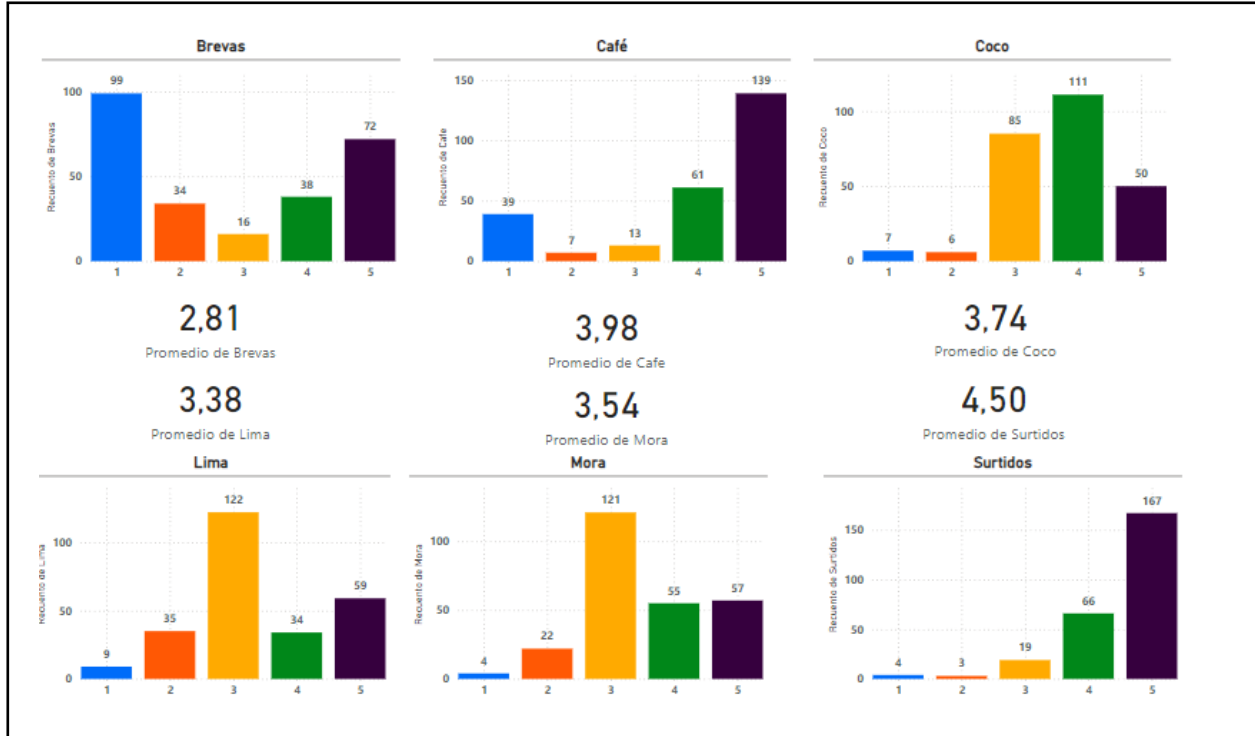 Brevas
Recuento de Brevas
100
50
0
99
34
16
38
72
1 2 3 4 5
Café
Recuento de Cafe
150
100
50
0
39
7
13
61
139
1 2 3 4 5
Coco
Recuento de Coco
100
50
0
7
6
85
111
50
1 2 3 4 5
2,81
Promedio de Brevas
3,98
Promedio de Cafe
3,74
Promedio de Coco
3,38
Promedio de Lima
3,54
Promedio de Mora
4,50
Promedio de Surtidos
Lima
Recuento de Lima
100
50
0
9
35
122
34
59
1 2 3 4 5
Mora
Recuento de Mora
100
50
0
4
22
121
55
57
1 2 3 4 5
Surtidos
Recuento de Surtidos
150
100
50
0
4
3
19
66
167
1 2 3 4 5